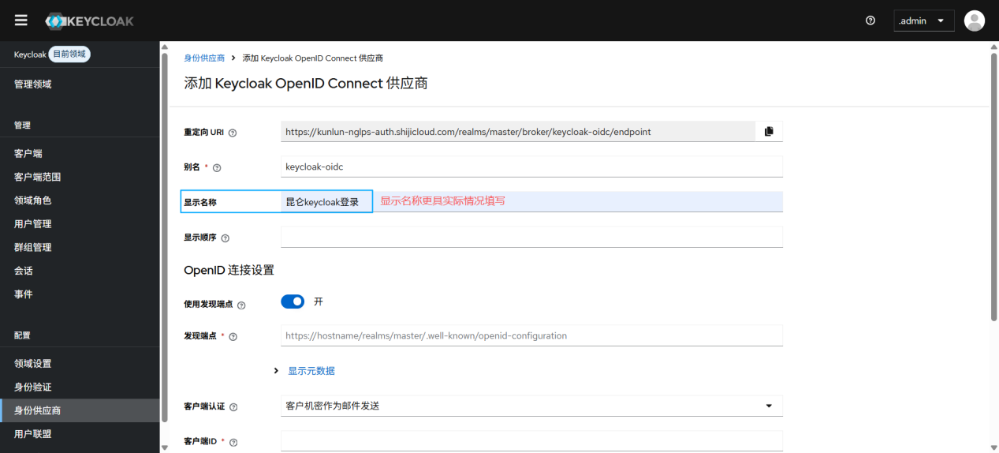 KEYCLOAK
.admin
Keycloak 目前领域
管理领域
管理
客户端
客户端范围
领域角色
用户管理
群组管理
会话
事件
配置
领域设置
身份验证
身份供应商
用户联盟
身份供应商 > 添加 Keycloak OpenID Connect 供应商
添加 Keycloak OpenID Connect 供应商
重定向 URI https://kunlun-nglps-auth.shijicloud.com/realms/master/broker/keycloak-oidc/endpoint
别名 * keycloak-oidc
显示名称 昆仑keycloak登录 显示名称更具实际情况填写
显示顺序
OpenID 连接设置
使用发现端点 开
发现端点 * https://hostname/realms/master/.well-known/openid-configuration
显示元数据
客户端认证 客户机密作为邮件发送
客户端ID *